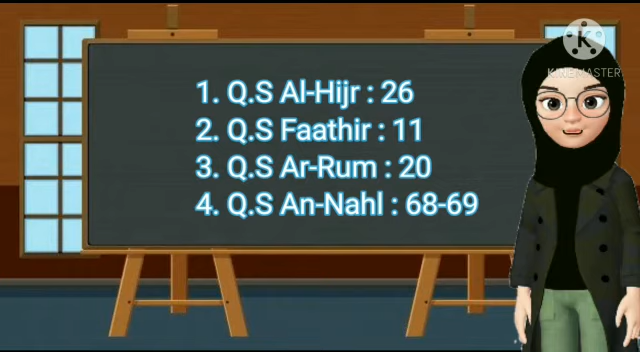 1. Q.S Al-Hijr : 26
2. Q.S Faathir : 11
3. Q.S Ar-Rum : 20
4. Q.S An-Nahl : 68-69
K
KINEMASTER